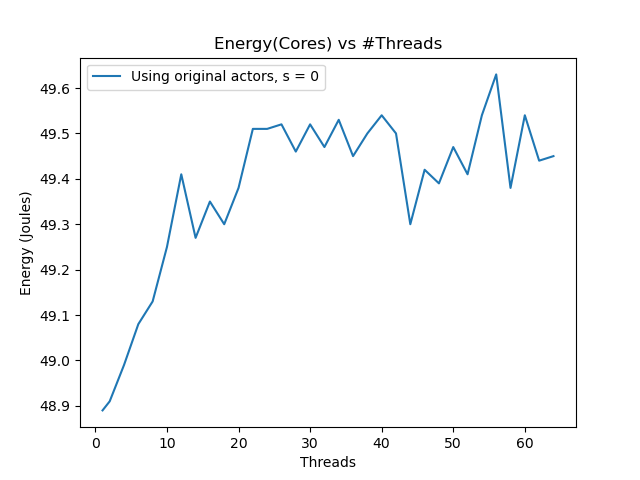 Energy(Cores) vs #Threads
Using original actors, s = 0
49.6
49.5
49.4
49.3
49.2
49.1
49.0
48.9
Energy (Joules)
0 10 20 30 40 50 60
Threads